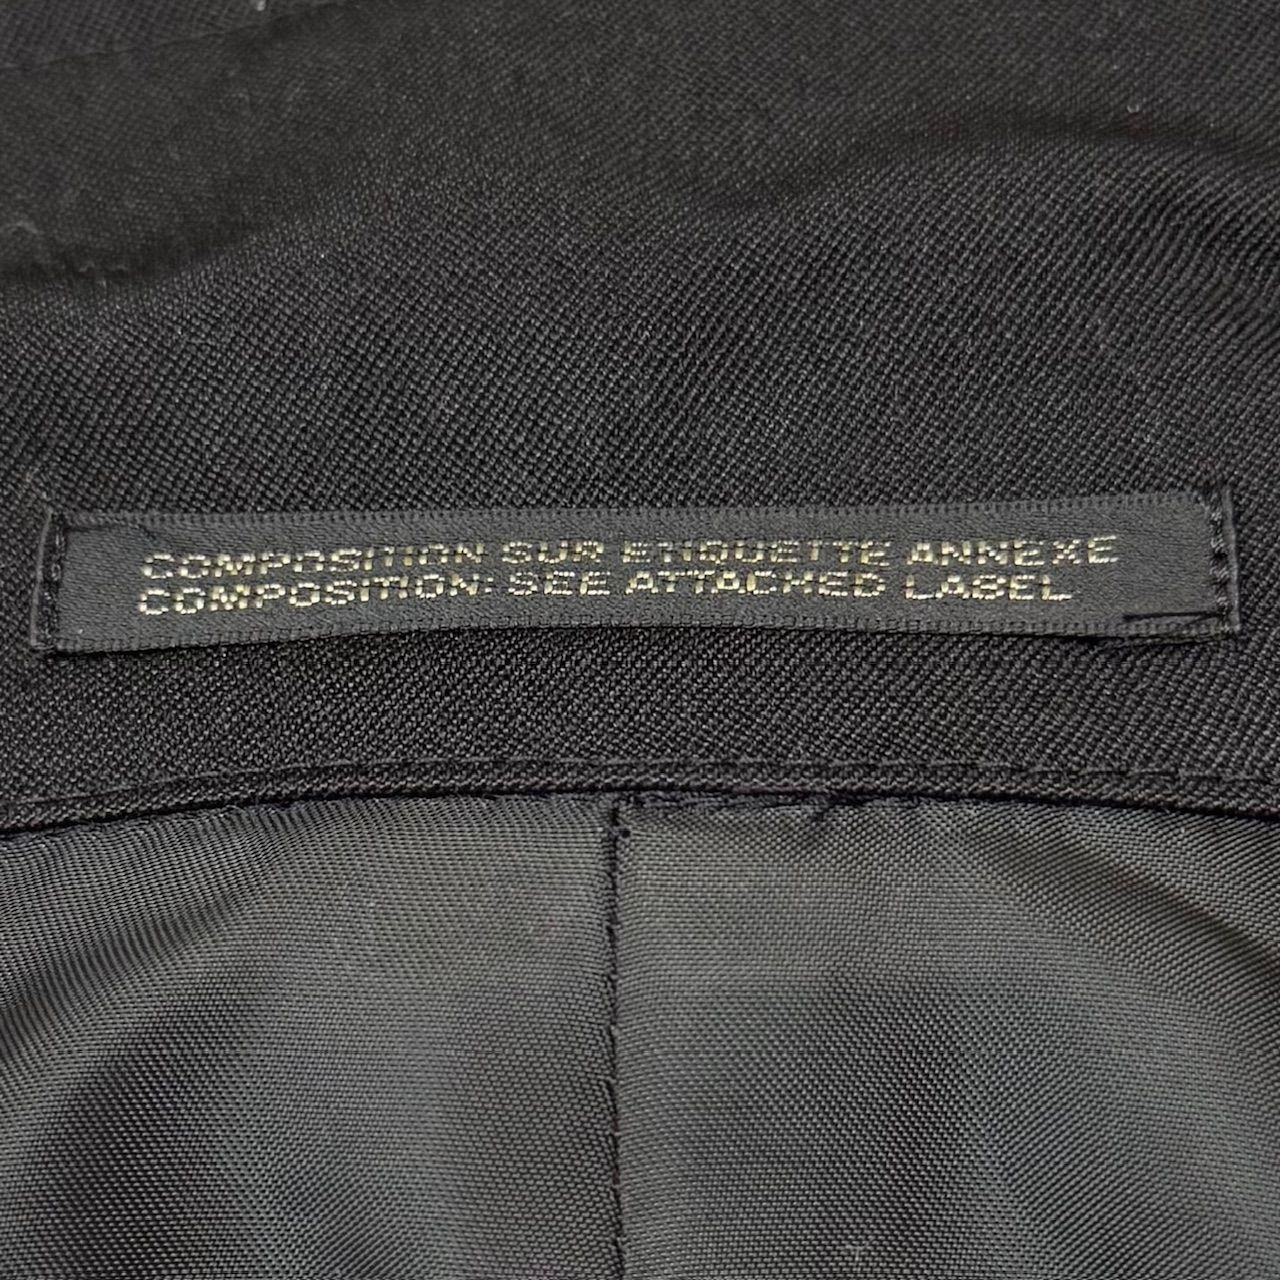 COMPOSITION SUR ETIQUETTE ANNEXE
COMPOSITION: SEE ATTACHED LABEL